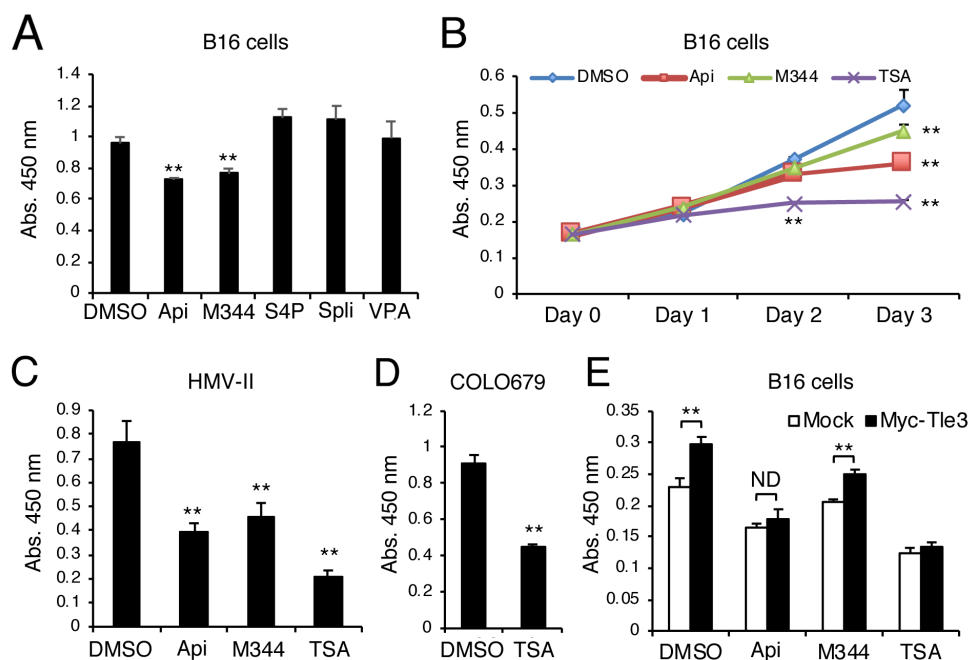 A
B16 cells
Abs. 450 nm
1.4
1.2
1
0.8
0.6
0.4
0.2
0
**
**
DMSO Api M344 S4P Spli VPA
B
B16 cells
DMSO Api M344 TSA
Abs. 450 nm
0.6
0.5
0.4
0.3
0.2
0.1
0
**
**
**
**
Day 0 Day 1 Day 2 Day 3
C
HMV-II
Abs. 450 nm
0.9
0.8
0.7
0.6
0.5
0.4
0.3
0.2
0.1
0
**
**
**
DMSO Api M344 TSA
D
COLO679
Abs. 450 nm
1.2
1
0.8
0.6
0.4
0.2
0
**
DMSO TSA
E
B16 cells
Mock Myc-Tle3
Abs. 450 nm
0.35
0.3
0.25
0.2
0.15
0.1
0.05
0
**
ND
**
DMSO Api M344 TSA